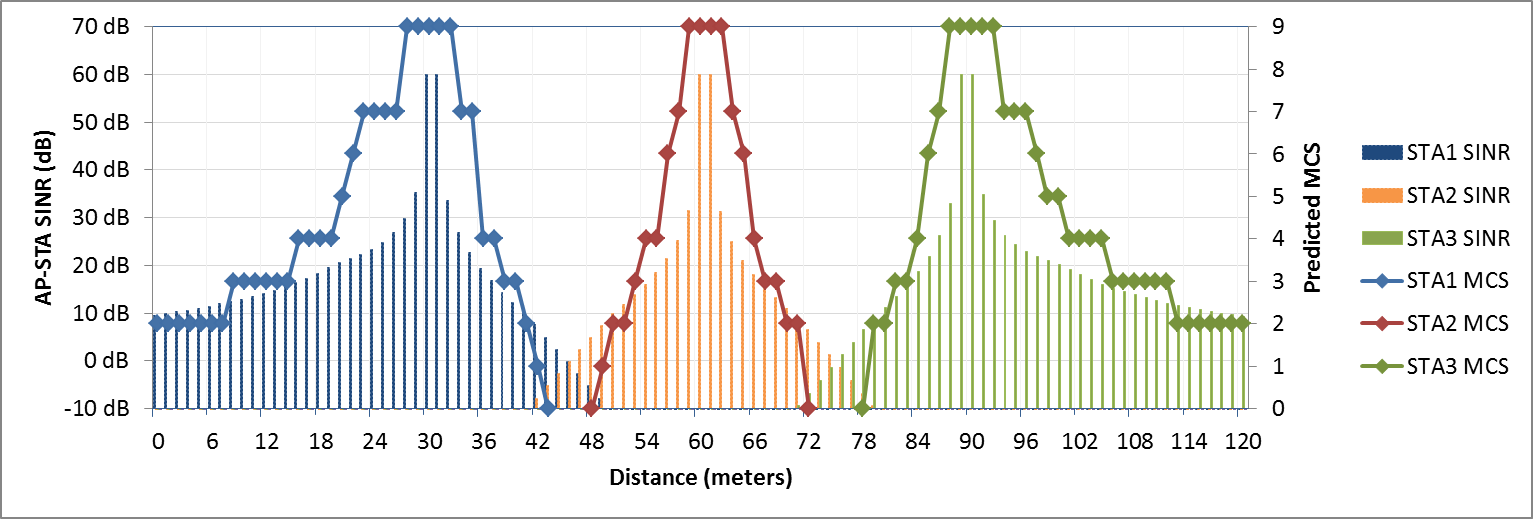 70 dB
60 dB
50 dB
40 dB
30 dB
20 dB
10 dB
0 dB
-10 dB
AP-STA SINR (dB)
0 6 12 18 24 30 36 42 48 54 60 66 72 78 84 90 96 102 108 114 120
Distance (meters)
9
8
7
6
5
4
3
2
1
0
Predicted MCS
STA1 SINR
STA2 SINR
STA3 SINR
STA1 MCS
STA2 MCS
STA3 MCS